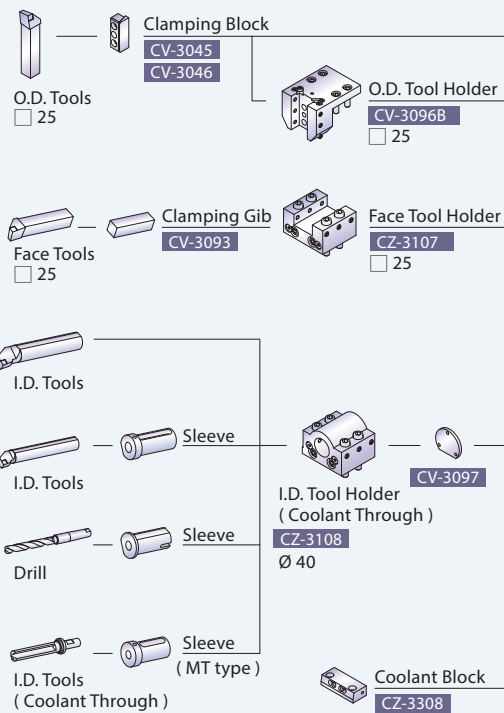 Clamping Block
CV-3045
CV-3046
O.D. Tools
□ 25
O.D. Tool Holder
CV-3096B
□ 25
Clamping Gib
CV-3093
Face Tools
□ 25
Face Tool Holder
CZ-3107
□ 25
I.D. Tools
Sleeve
I.D. Tools
Sleeve
Drill
Sleeve
( MT type )
I.D. Tools
( Coolant Through )
I.D. Tool Holder
( Coolant Through )
CZ-3108
Ø 40
CV-3097
Coolant Block
CZ-3308